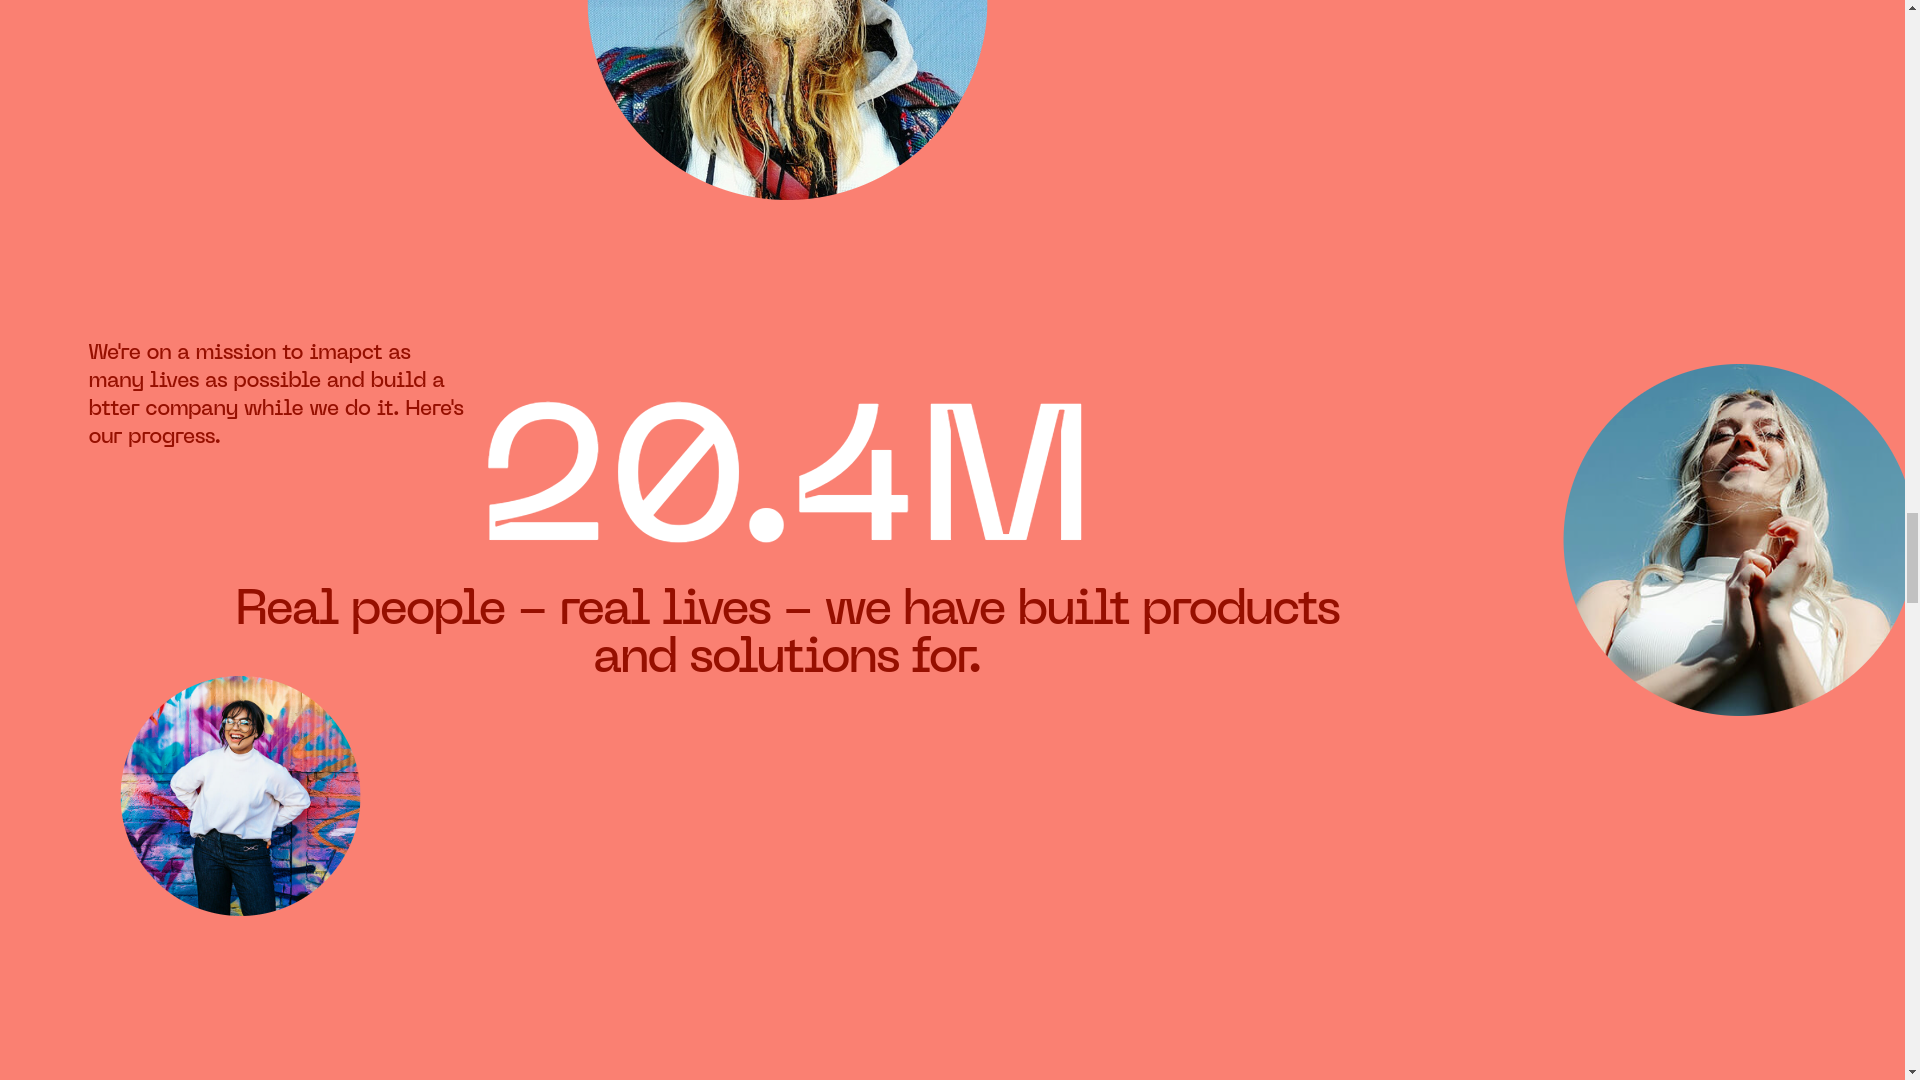 We're on a mission to imapct as
many lives as possible and build a
btter company while we do it. Here's
our progress.
20.4M
Real people – real lives – we have built products
and solutions for.